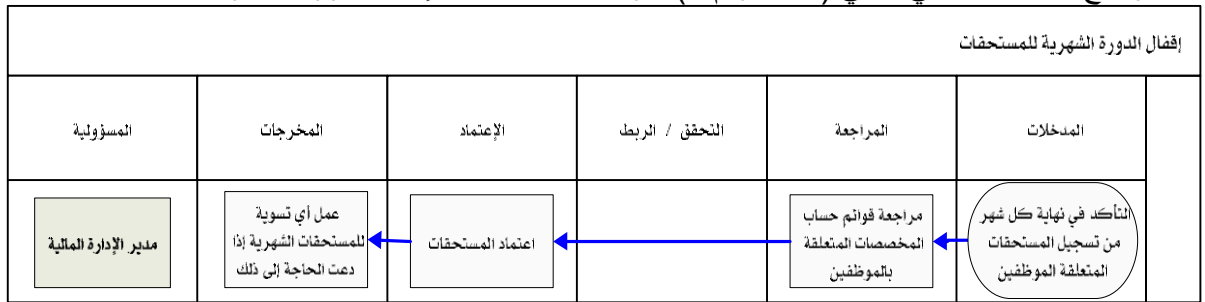 إقفال الدورة الشهرية للمستحقات
المدخلات
المراجعة
التحقق / الربط
الإعتماد
المخرجات
المسؤولية
التأكد في نهاية كل شهر
من تسجيل المستحقات
المتعلقة الموظفين
مراجعة قوائم حساب
المخصصات المتعلقة
بالموظفين
اعتماد المستحقات
عمل أي تسوية
للمستحقات الشهرية إذا
دعت الحاجة إلى ذلك
مدير الإدارة المالية